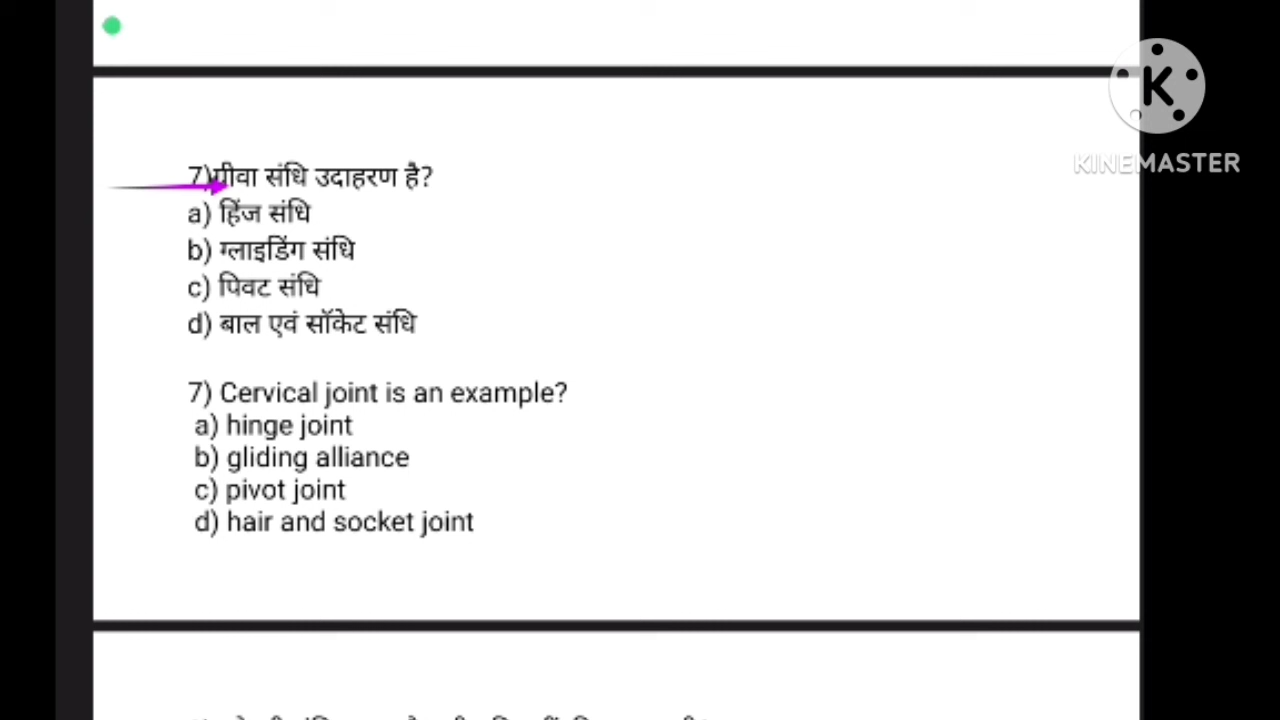 K
KINEMASTER
7)ग्रीवा संधि उदाहरण है?
a) हिंज संधि
b) ग्लाइडिंग संधि
c) पिवट संधि
d) बाल एवं सॉकेट संधि
7) Cervical joint is an example?
a) hinge joint
b) gliding alliance
c) pivot joint
d) hair and socket joint